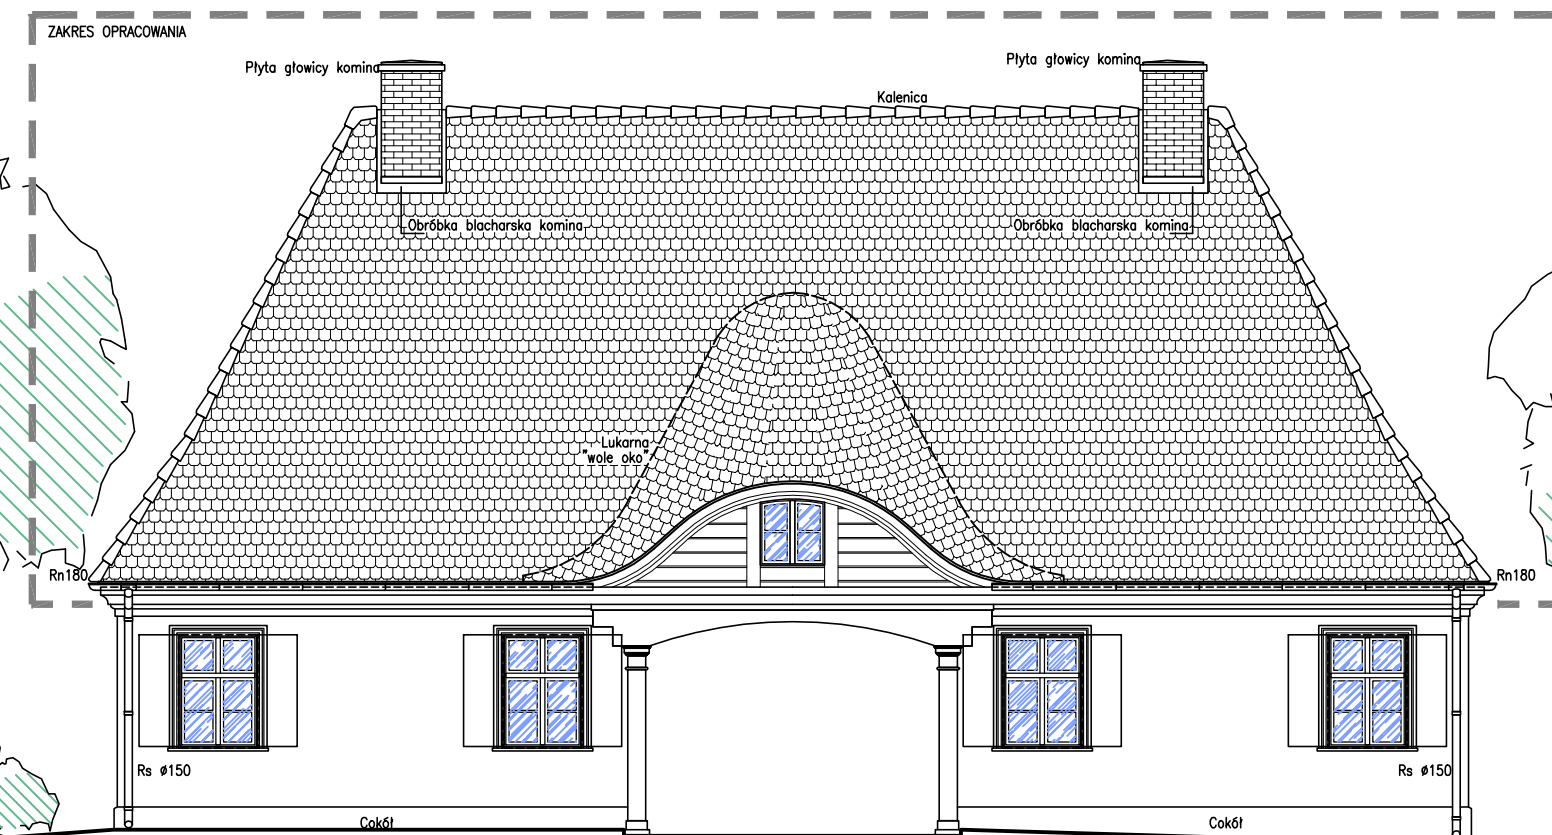 ZAKRES OPRACOWANIA
Płyta głowicy komina
Płyta głowicy komina
Kalenica
Obróbka blacharska komina
Obróbka blacharska komina
Lukarna
"wole oko"
Rn180
Rn180
Rs ø150
Rs ø150
Cokół
Cokół